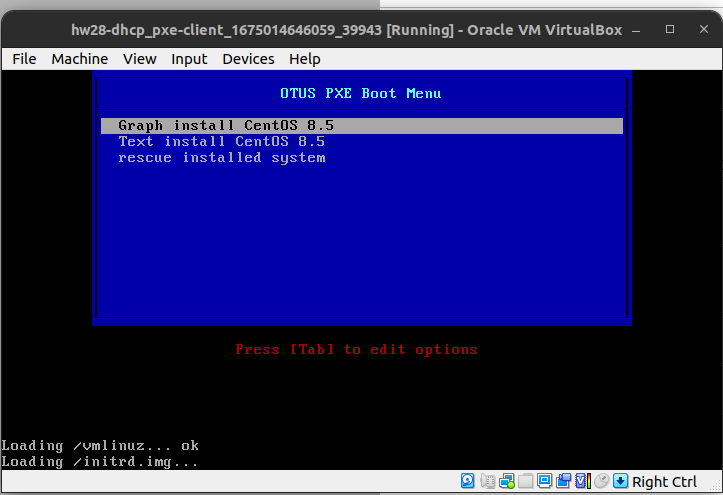 hw28-dhcp_pxe-client_1675014646059_39943 [Running] - Oracle VM VirtualBox
File Machine View Input Devices Help
OTUS PXE Boot Menu
Graph install CentOS 8.5
Text install CentOS 8.5
rescue installed system
Press [Tab] to edit options
Loading /vmlinuz... ok
Loading /initrd.img...
Right Ctrl